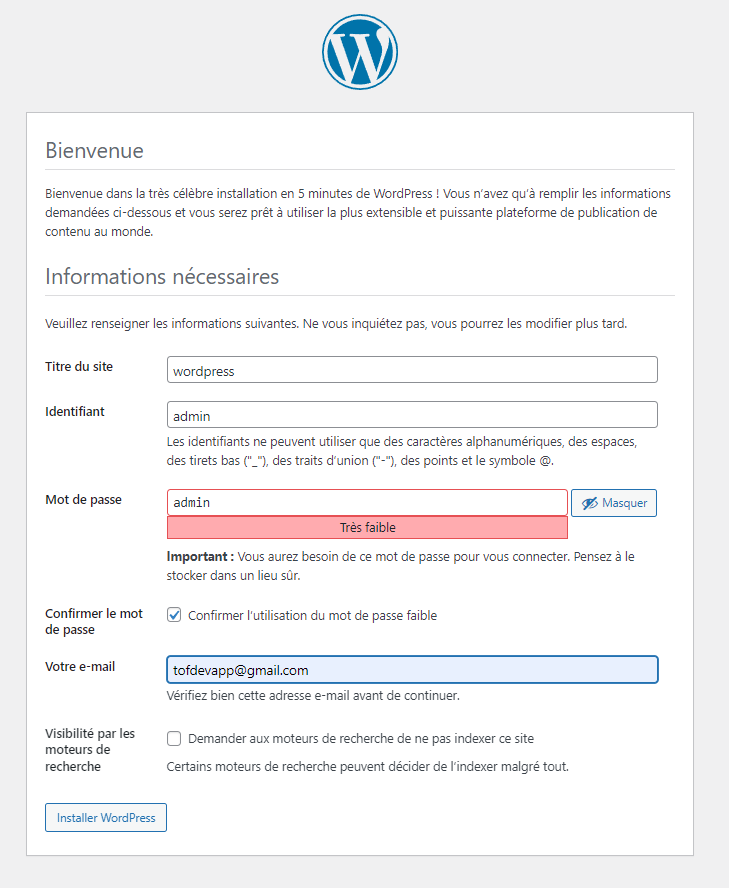 Bienvenue
Bienvenue dans la très célèbre installation en 5 minutes de WordPress ! Vous n’avez qu’à remplir les informations
demandées ci-dessous et vous serez prêt à utiliser la plus extensible et puissante plateforme de publication de
contenu au monde.
Informations nécessaires
Veuillez renseigner les informations suivantes. Ne vous inquiétez pas, vous pourrez les modifier plus tard.
Titre du site
wordpress
Identifiant
admin
Les identifiants ne peuvent utiliser que des caractères alphanumériques, des espaces,
des tirets bas ("_"), des traits d’union ("-"), des points et le symbole @.
Mot de passe
admin
Masquer
Très faible
Important : Vous aurez besoin de ce mot de passe pour vous connecter. Pensez à le
stocker dans un lieu sûr.
Confirmer le mot
de passe
Confirmer l’utilisation du mot de passe faible
Votre e-mail
tofdevapp@gmail.com
Vérifiez bien cette adresse e-mail avant de continuer.
Visibilité par les
moteurs de
recherche
Demander aux moteurs de recherche de ne pas indexer ce site
Certains moteurs de recherche peuvent décider de l’indexer malgré tout.
Installer WordPress